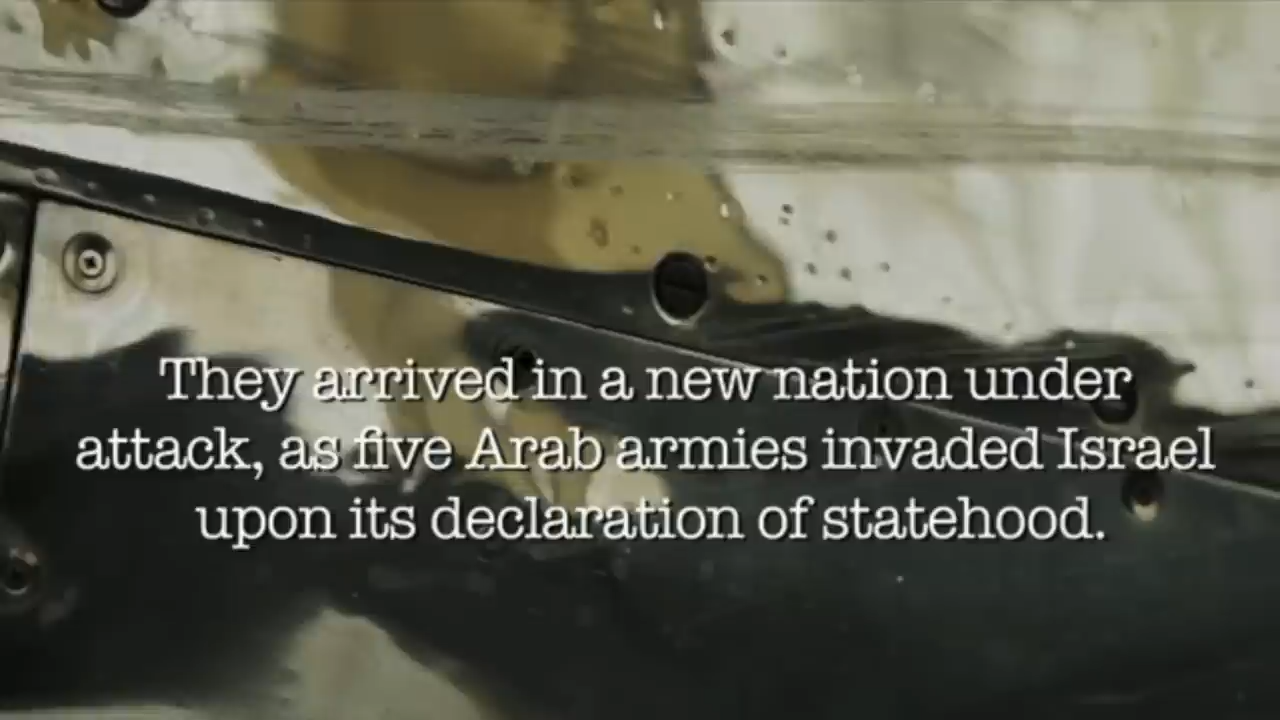 They arrived in a new nation under
attack, as five Arab armies invaded Israel
upon its declaration of statehood.